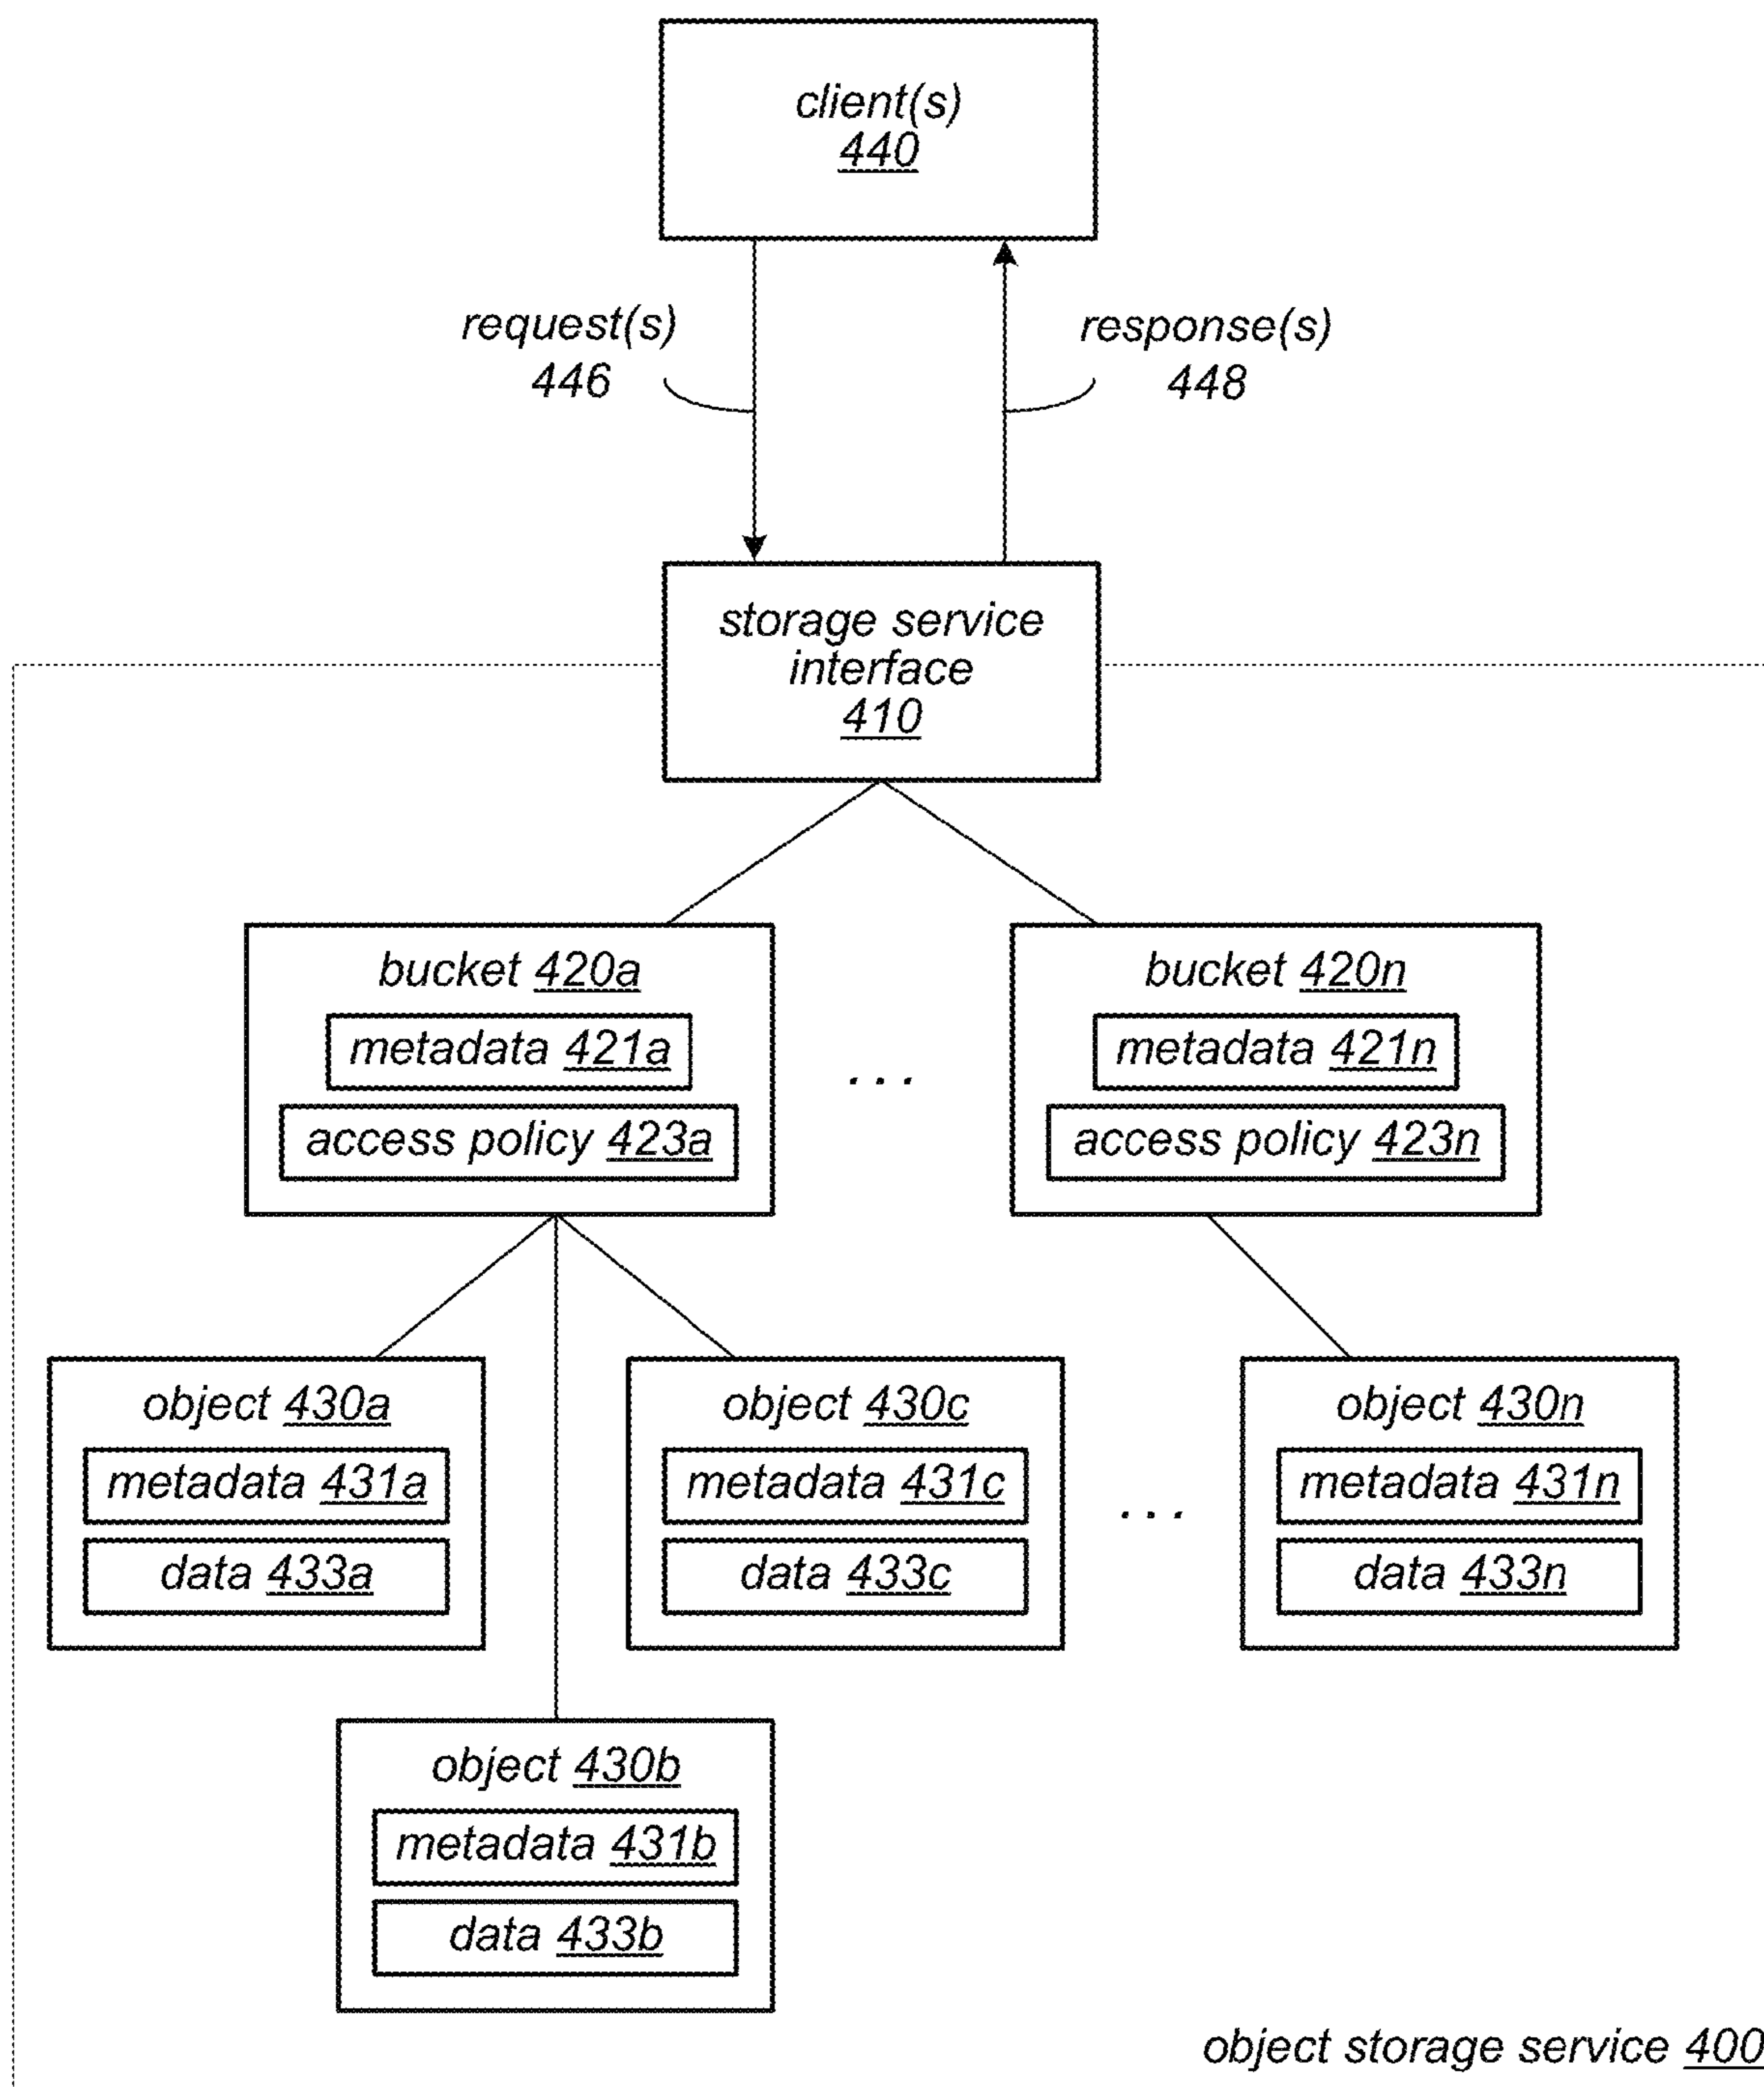 client(s)
440
request(s)
446
response(s)
448
storage service
interface
410
bucket 420a
metadata 421a
access policy 423a
...
bucket 420n
metadata 421n
access policy 423n
object 430a
metadata 431a
data 433a
object 430c
metadata 431c
data 433c
...
object 430n
metadata 431n
data 433n
object 430b
metadata 431b
data 433b
object storage service 400